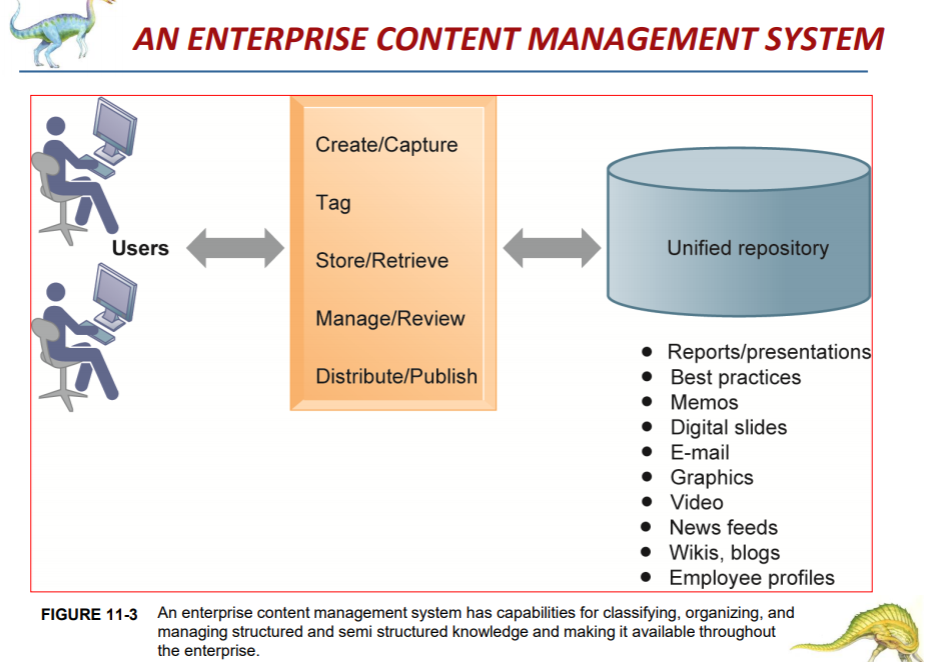 AN ENTERPRISE CONTENT MANAGEMENT SYSTEM
Users
Create/Capture
Tag
Store/Retrieve
Manage/Review
Distribute/Publish
Unified repository
● Reports/presentations
● Best practices
● Memos
● Digital slides
● E-mail
● Graphics
● Video
● News feeds
● Wikis, blogs
● Employee profiles
FIGURE 11-3 An enterprise content management system has capabilities for classifying, organizing, and
managing structured and semi structured knowledge and making it available throughout
the enterprise.